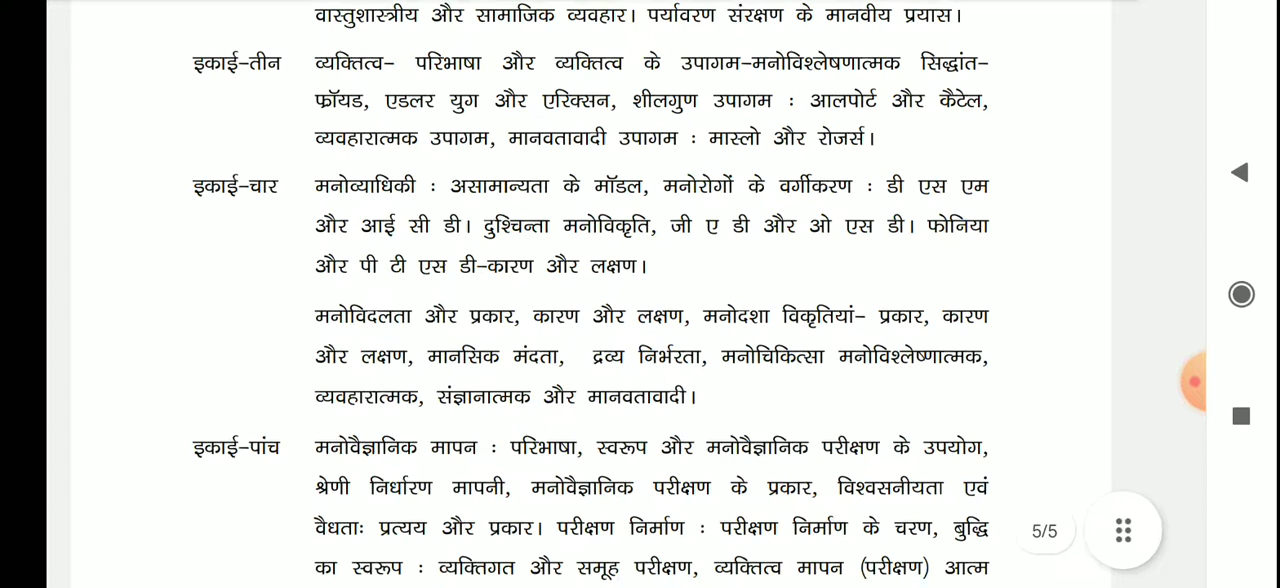 वास्तुशास्त्रीय और सामाजिक व्यवहार। पर्यावरण संरक्षण के मानवीय प्रयास।
इकाई-तीन व्यक्तित्व- परिभाषा और व्यक्तित्व के उपागम-मनोविश्लेषणात्मक सिद्धांत-
फ्रॉयड, एडलर युग और एरिक्सन, शीलगुण उपागम : आलपोर्ट और कैटेल,
व्यवहारात्मक उपागम, मानवतावादी उपागम : मास्लो और रोजर्स।
इकाई-चार मनोव्याधिकी : असामान्यता के मॉडल, मनोरोगों के वर्गीकरण : डी एस एम
और आई सी डी। दुश्चिन्ता मनोविकृति, जी ए डी और ओ एस डी। फोनिया
और पी टी एस डी-कारण और लक्षण।
मनोविदलता और प्रकार, कारण और लक्षण, मनोदशा विकृतियां- प्रकार, कारण
और लक्षण, मानसिक मंदता, द्रव्य निर्भरता, मनोचिकित्सा मनोविश्लेष्णात्मक,
व्यवहारात्मक, संज्ञानात्मक और मानवतावादी।
इकाई-पांच मनोवैज्ञानिक मापन : परिभाषा, स्वरूप और मनोवैज्ञानिक परीक्षण के उपयोग,
श्रेणी निर्धारण मापनी, मनोवैज्ञानिक परीक्षण के प्रकार, विश्वसनीयता एवं
वैधताः प्रत्यय और प्रकार। परीक्षण निर्माण : परीक्षण निर्माण के चरण, बुद्धि
का स्वरूप : व्यक्तिगत और समूह परीक्षण, व्यक्तित्व मापन (परीक्षण) आत्म
5/5